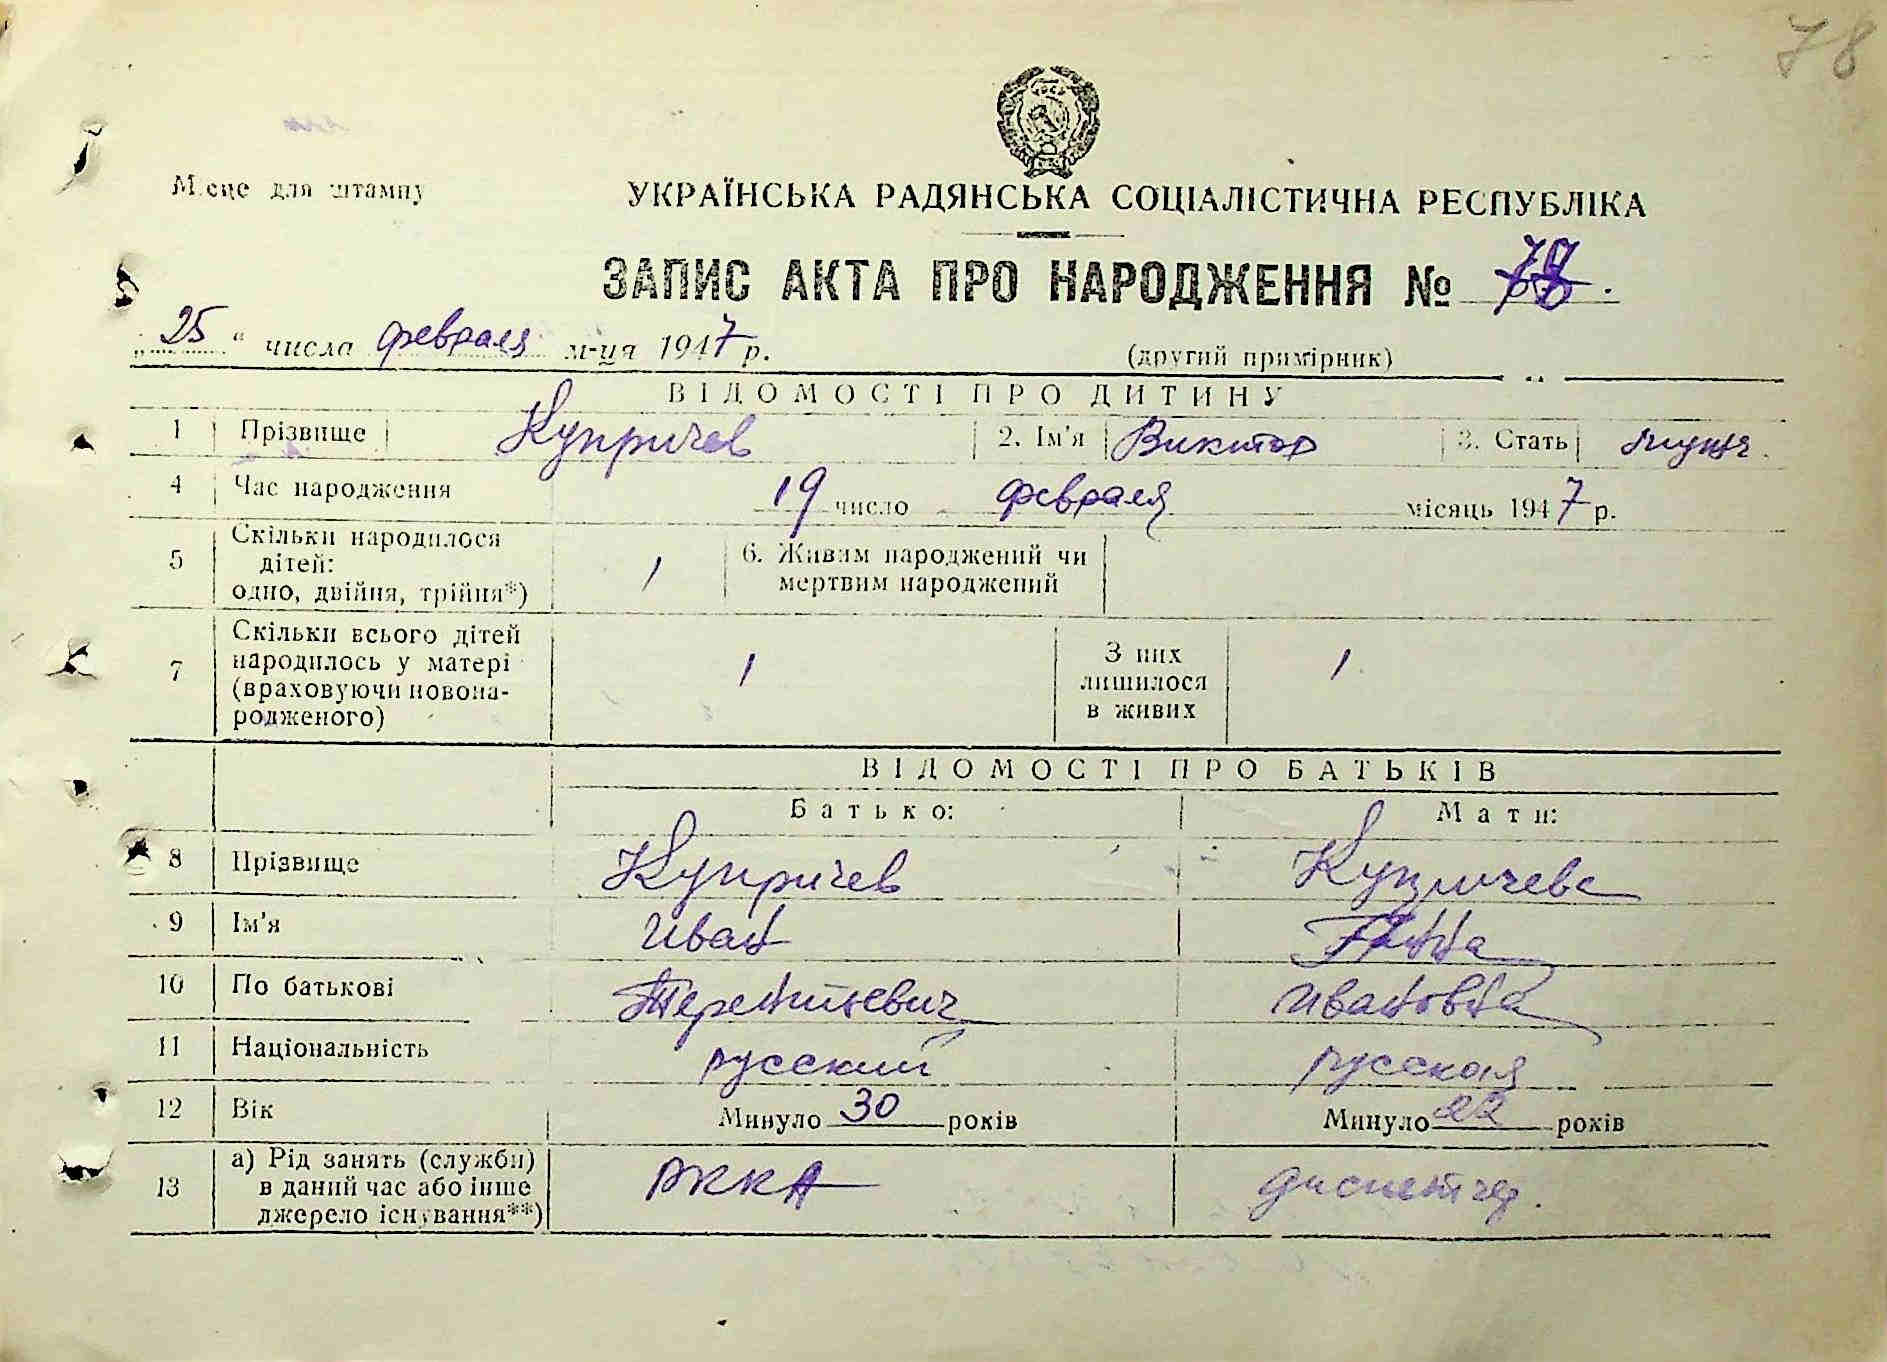 78
Місце для штампу
УКРАЇНСЬКА РАДЯНСЬКА СОЦІАЛІСТИЧНА РЕСПУБЛІКА
ЗАПИС АКТА ПРО НАРОДЖЕННЯ № 78.
„25“ числа февраля м-ця 1947 р.
(другий примірник)
ВІДОМОСТІ ПРО ДИТИНУ
1 Прізвище Купричев 2. Ім'я Виктор 3. Стать муж.
4 Час народження 19 число февраля місяць 1947 р.
5 Скільки народилося дітей: одно, двійня, трійня*) 1 6. Живим народжений чи мертвим народжений
7 Скільки всього дітей народилось у матері (враховуючи новонародженого) 1 З них лишилося в живих 1
ВІДОМОСТІ ПРО БАТЬКІВ
Батько: Мати:
8 Прізвище Купричев Купричева
9 Ім'я Иван
10 По батькові Терентьевич Ивановна
11 Національність русский русская
12 Вік Минуло 30 років Минуло 22 років
13 а) Рід занять (служби) в даний час або інше джерело існування**) РККА диспетчер.